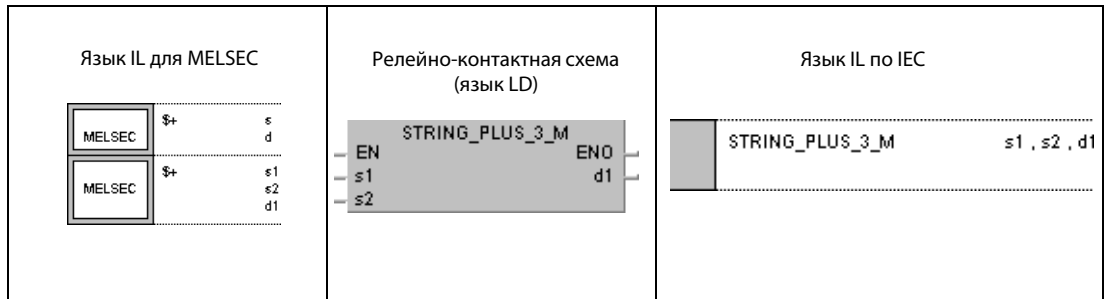 Язык IL для MELSEC
MELSEC $+ s
d
MELSEC $+ s1
s2
d1
Релейно-контактная схема
(язык LD)
STRING_PLUS_3_M
EN ENO
s1 d1
s2
Язык IL по IEC
STRING_PLUS_3_M s1 , s2 , d1